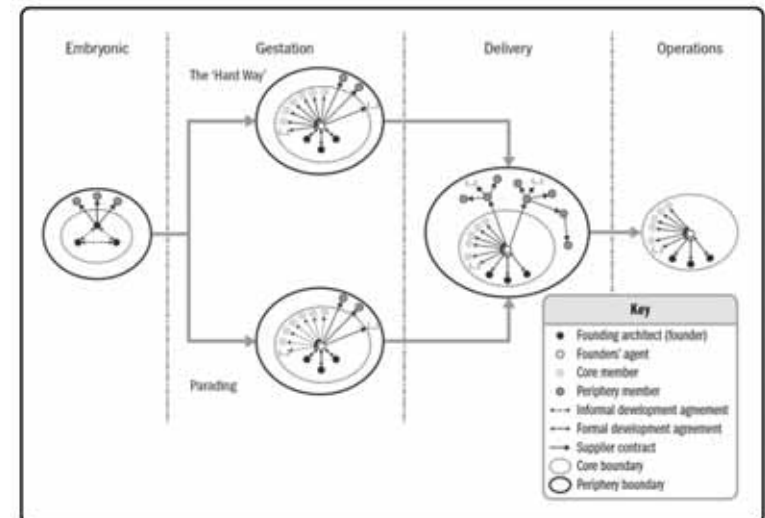 Embryonic
Gestation
Delivery
Operations
The 'Hard Way'
Parading
Key
Founding architect (founder)
Founders' agent
Core member
Periphery member
Informal development agreement
Formal development agreement
Supplier contract
Core boundary
Periphery boundary